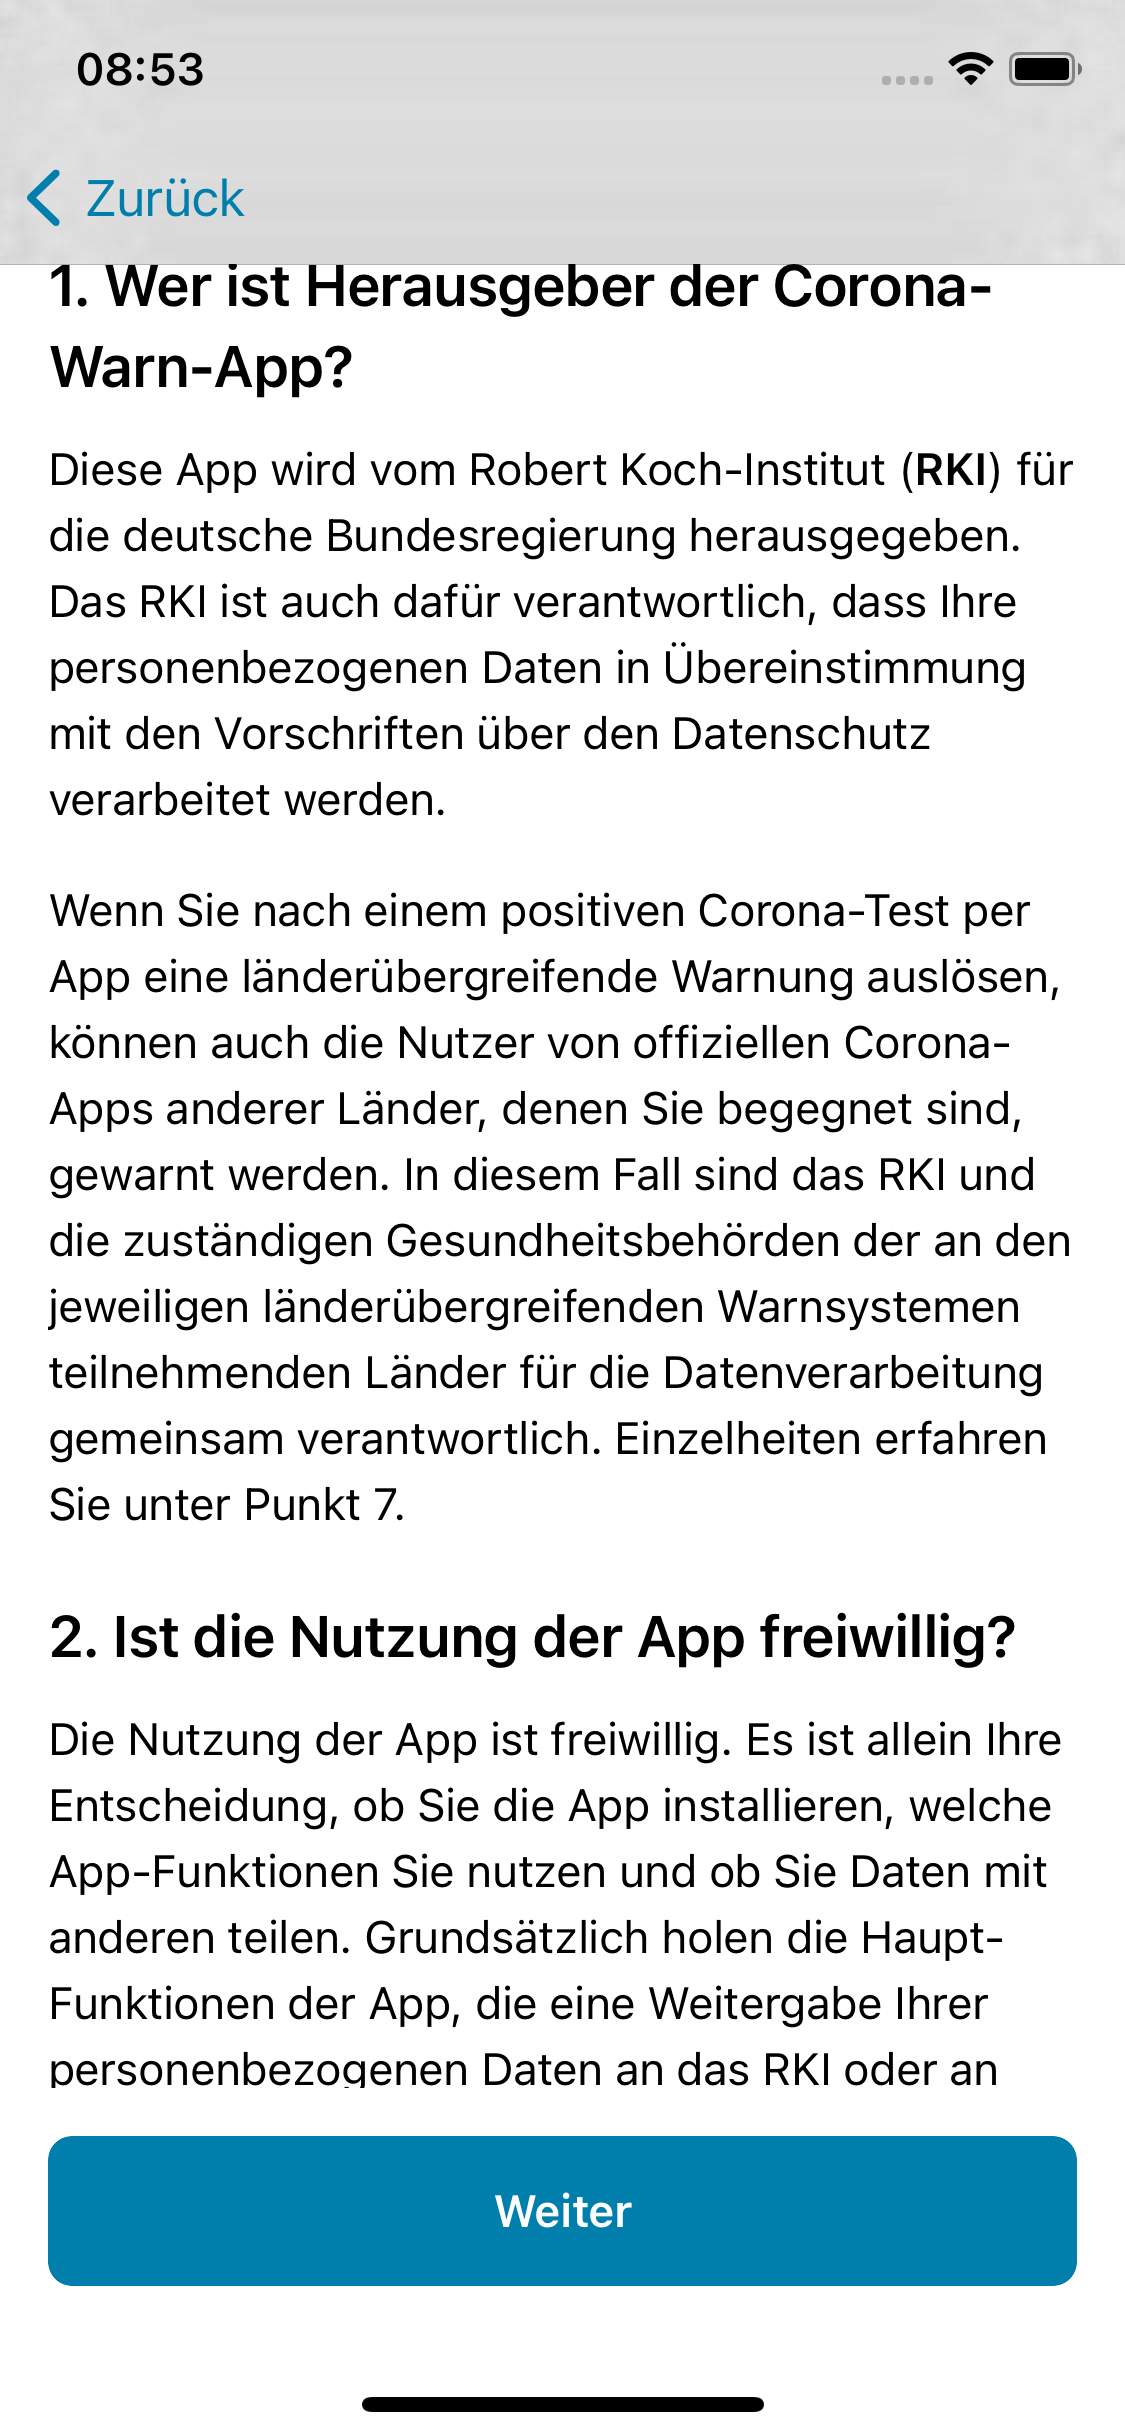 08:53
Zurück
1. Wer ist Herausgeber der Corona-
Warn-App?
Diese App wird vom Robert Koch-Institut (RKI) für
die deutsche Bundesregierung herausgegeben.
Das RKI ist auch dafür verantwortlich, dass Ihre
personenbezogenen Daten in Übereinstimmung
mit den Vorschriften über den Datenschutz
verarbeitet werden.
Wenn Sie nach einem positiven Corona-Test per
App eine länderübergreifende Warnung auslösen,
können auch die Nutzer von offiziellen Corona-
Apps anderer Länder, denen Sie begegnet sind,
gewarnt werden. In diesem Fall sind das RKI und
die zuständigen Gesundheitsbehörden der an den
jeweiligen länderübergreifenden Warnsystemen
teilnehmenden Länder für die Datenverarbeitung
gemeinsam verantwortlich. Einzelheiten erfahren
Sie unter Punkt 7.
2. Ist die Nutzung der App freiwillig?
Die Nutzung der App ist freiwillig. Es ist allein Ihre
Entscheidung, ob Sie die App installieren, welche
App-Funktionen Sie nutzen und ob Sie Daten mit
anderen teilen. Grundsätzlich holen die Haupt-
Funktionen der App, die eine Weitergabe Ihrer
personenbezogenen Daten an das RKI oder an
Weiter